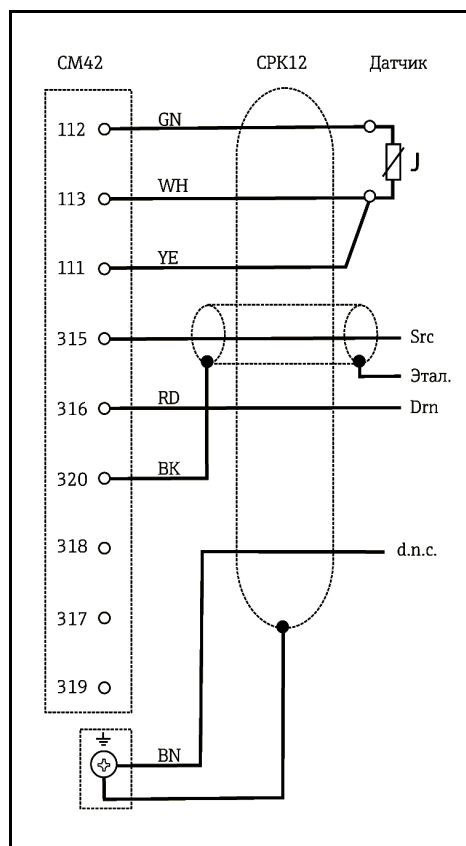 CM42 CPK12 Датчик
GN
112
J
WH
113
YE
111
315
Src
Этал.
RD
316
Drn
BK
320
318
d.n.c.
317
319
BN